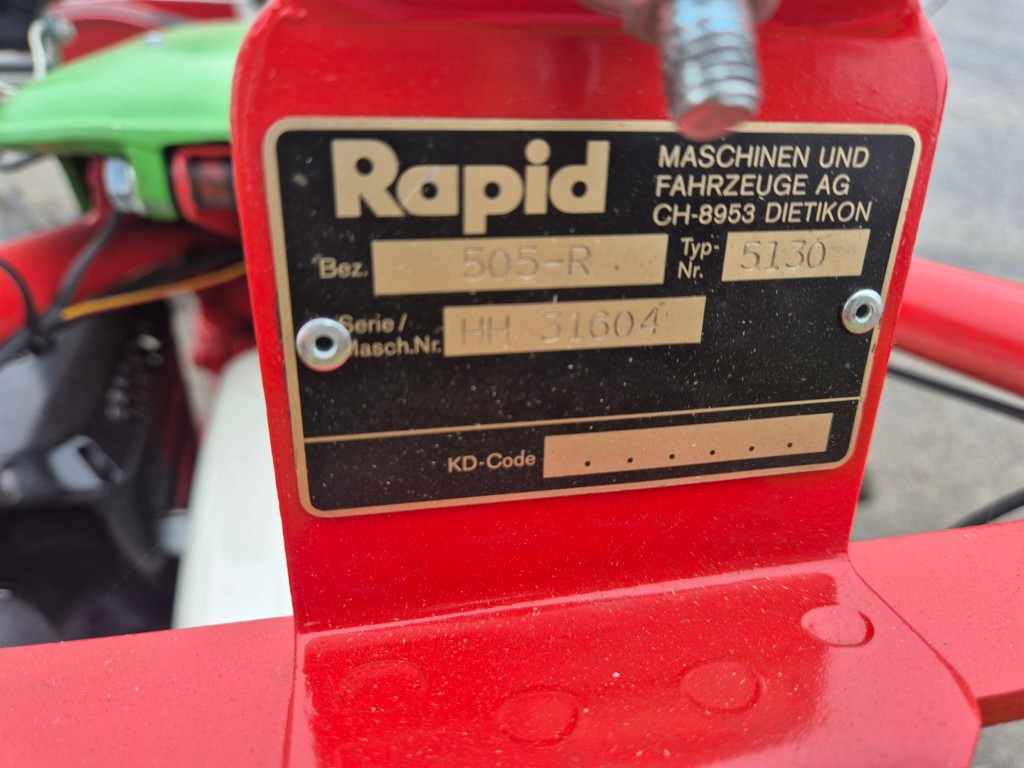 Rapid
MASCHINEN UND
FAHRZEUGE AG
CH-8953 DIETIKON
Bez. 505-R
Typ-
Nr. 5130
Serie/
Masch.Nr. HH 31604
KD-Code ......